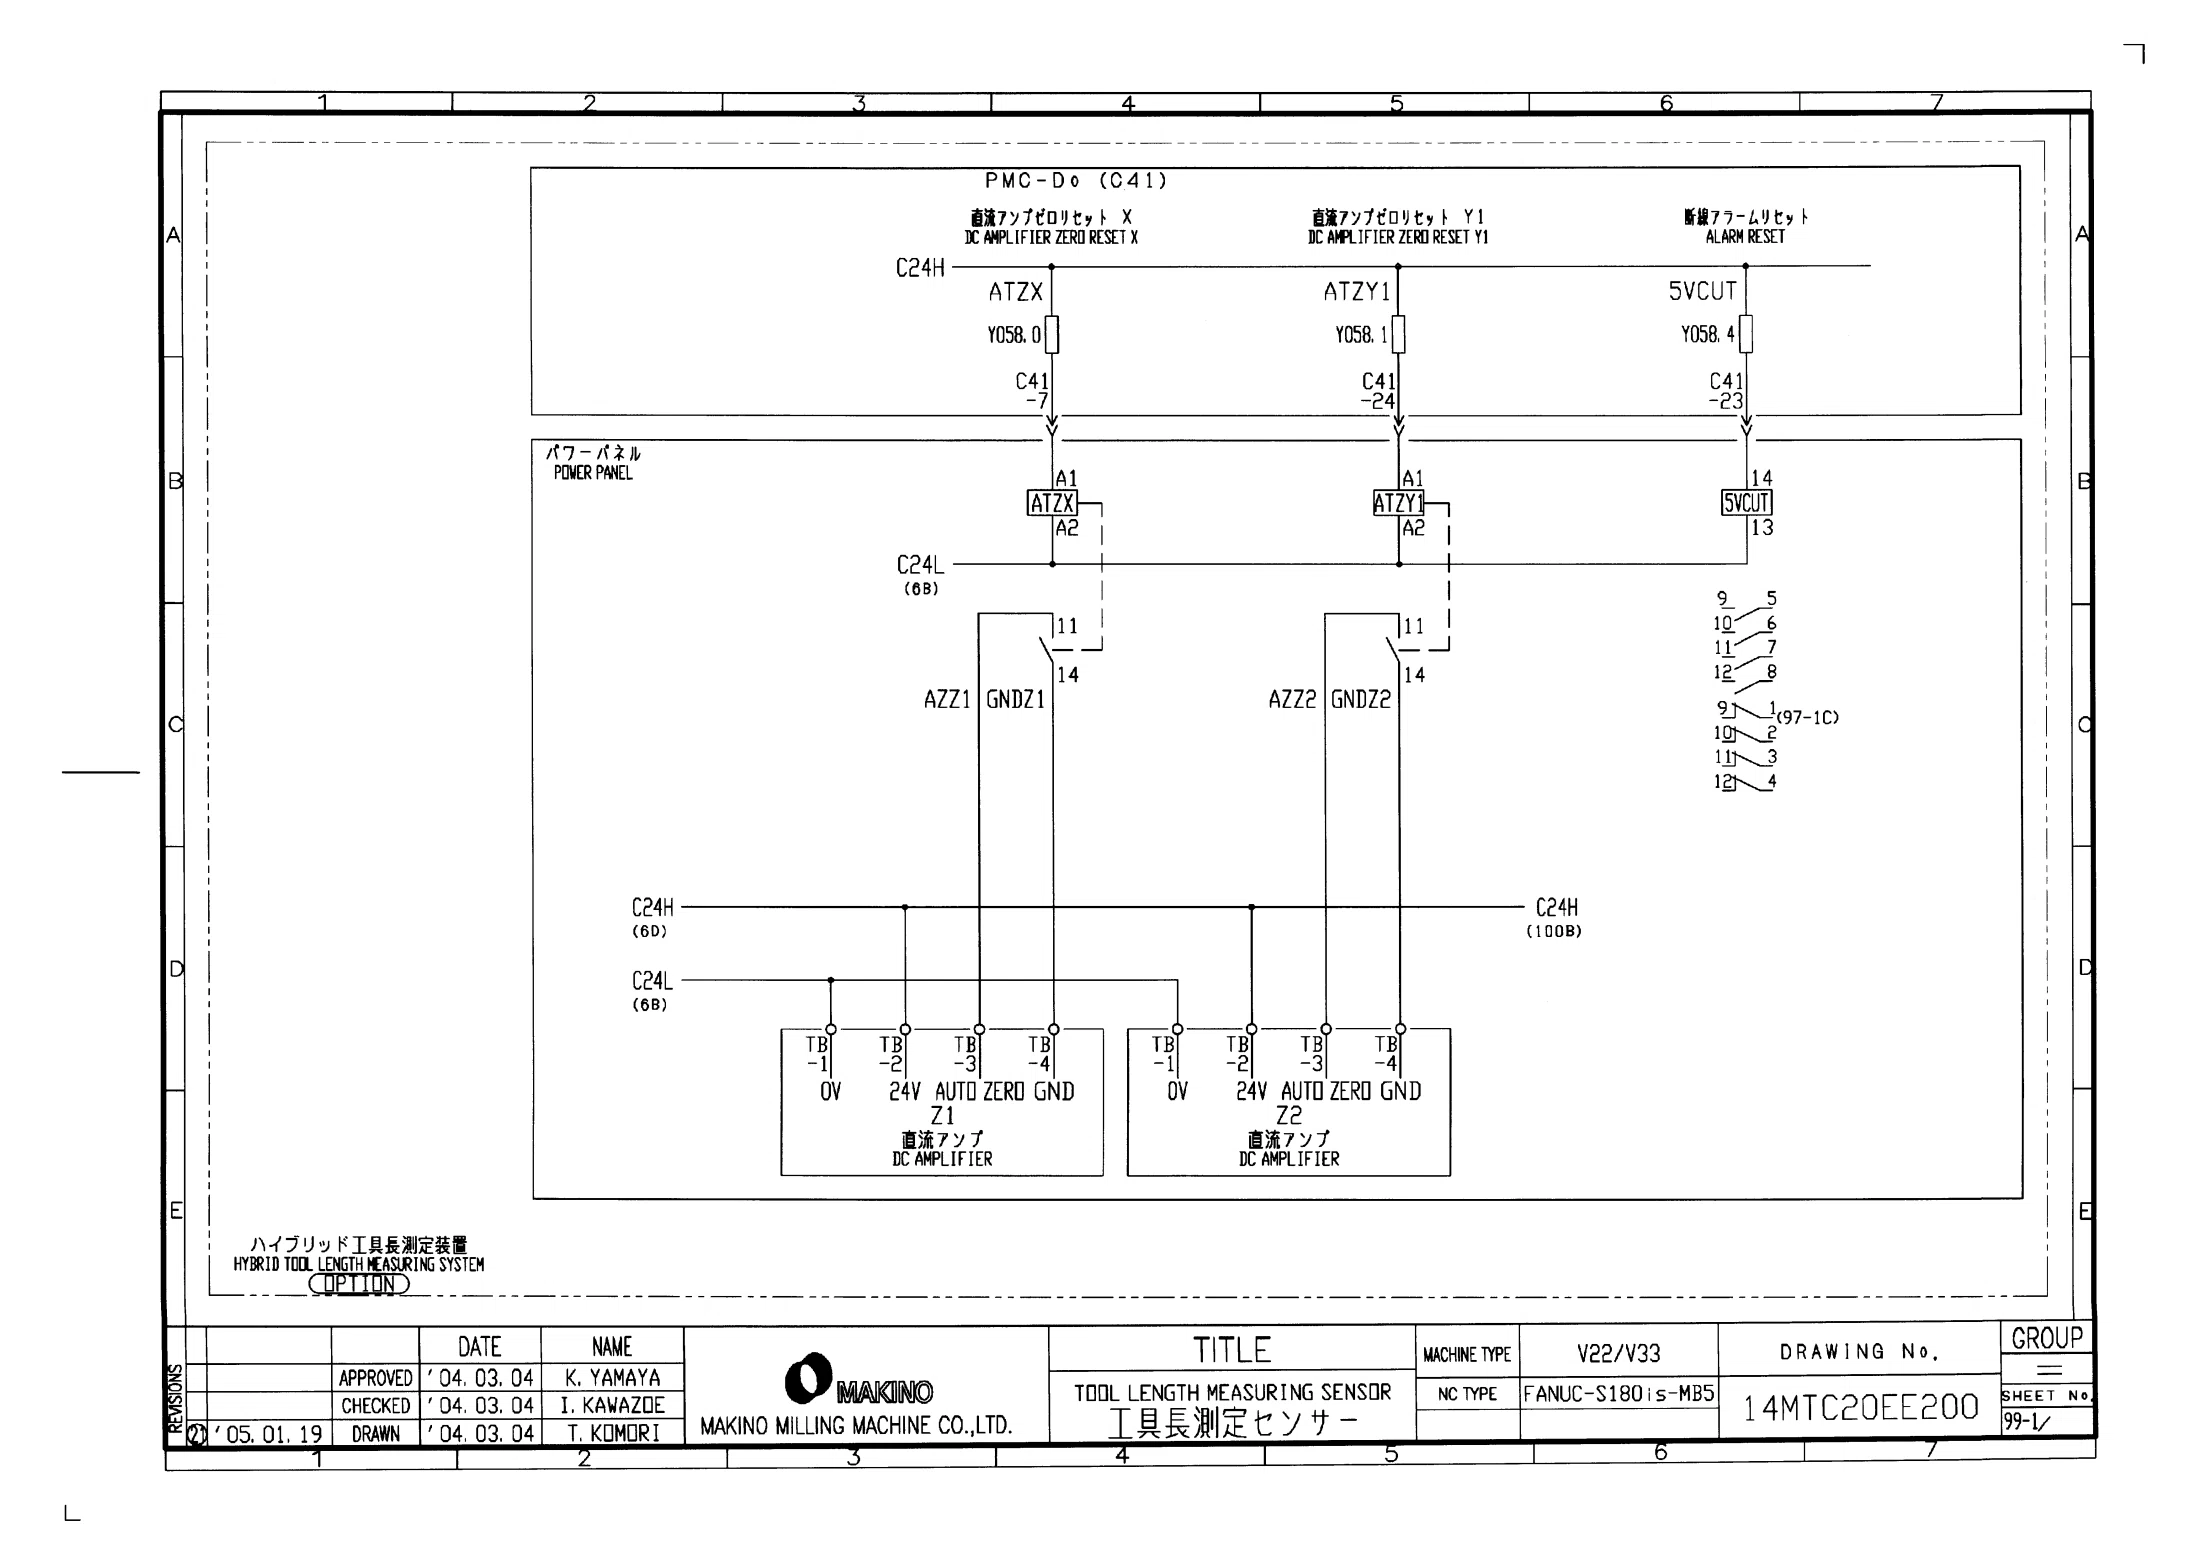 1 2 3 4 5 6 7
A
A
B
B
C
C
D
D
E
E
PMC-Do (C41)
直流アンプゼロリセット X
DC AMPLIFIER ZERO RESET X
直流アンプゼロリセット Y1
DC AMPLIFIER ZERO RESET Y1
断線アラームリセット
ALARM RESET
C24H
ATZX
ATZY1
5VCUT
Y058.0
Y058.1
Y058.4
C41
-7
C41
-24
C41
-23
パワーパネル
POWER PANEL
A1
ATZX
A2
A1
ATZY1
A2
14
5VCUT
13
C24L
(6B)
11
14
11
14
AZZ1 GNDZ1
AZZ2 GNDZ2
9 5
10 6
11 7
12 8
9 1 (97-1C)
10 2
11 3
12 4
C24H
(6D)
C24H
(100B)
C24L
(6B)
TB
-1
TB
-2
TB
-3
TB
-4
0V 24V AUTO ZERO GND
Z1
直流アンプ
DC AMPLIFIER
TB
-1
TB
-2
TB
-3
TB
-4
0V 24V AUTO ZERO GND
Z2
直流アンプ
DC AMPLIFIER
ハイブリッド工具長測定装置
HYBRID TOOL LENGTH MEASURING SYSTEM
OPTION
REVISIONS
DATE NAME
APPROVED '04.03.04 K. YAMAYA
CHECKED '04.03.04 I. KAWAZOE
2 '05.01.19 DRAWN '04.03.04 T. KOMORI
MAKINO
MAKINO MILLING MACHINE CO.,LTD.
TITLE
TOOL LENGTH MEASURING SENSOR
工具長測定センサー
MACHINE TYPE V22/V33
NC TYPE FANUC-S180is-MB5
DRAWING No.
14MTC20EE200
GROUP
=
SHEET No.
99-1/
1 2 3 4 5 6 7